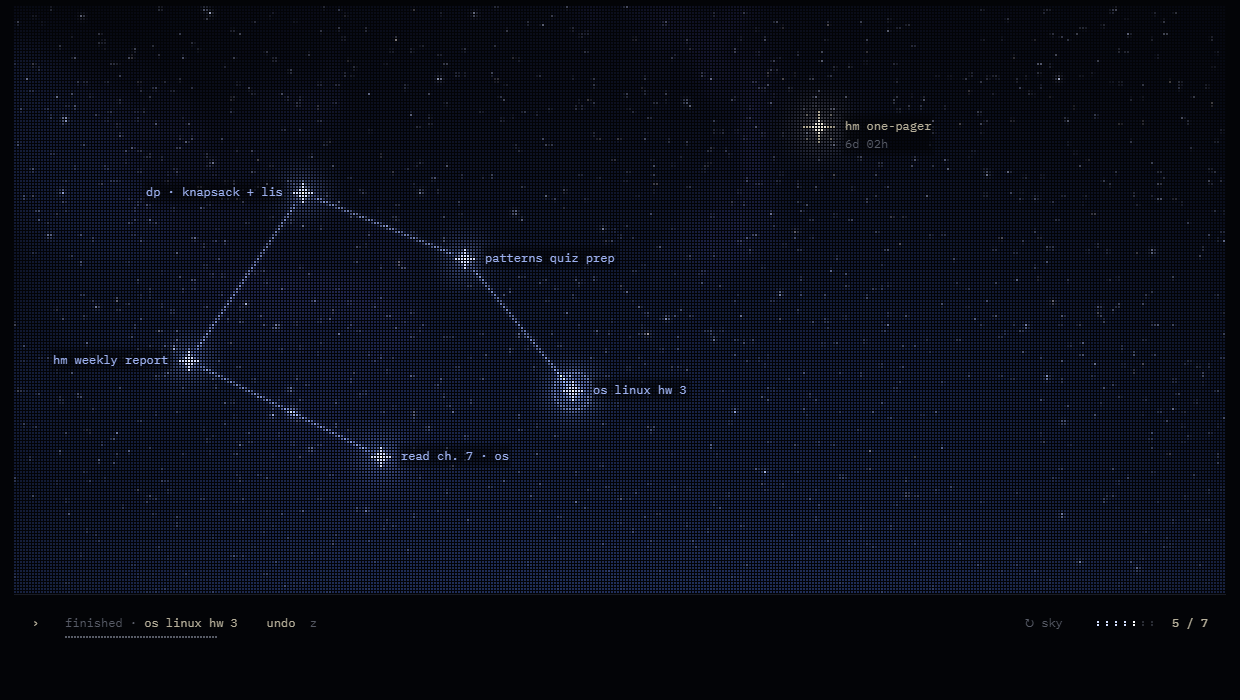 hm one-pager
6d 02h
dp · knapsack + lis
patterns quiz prep
hm weekly report
os linux hw 3
read ch. 7 · os
› finished · os linux hw 3 undo z
↻ sky 5 / 7